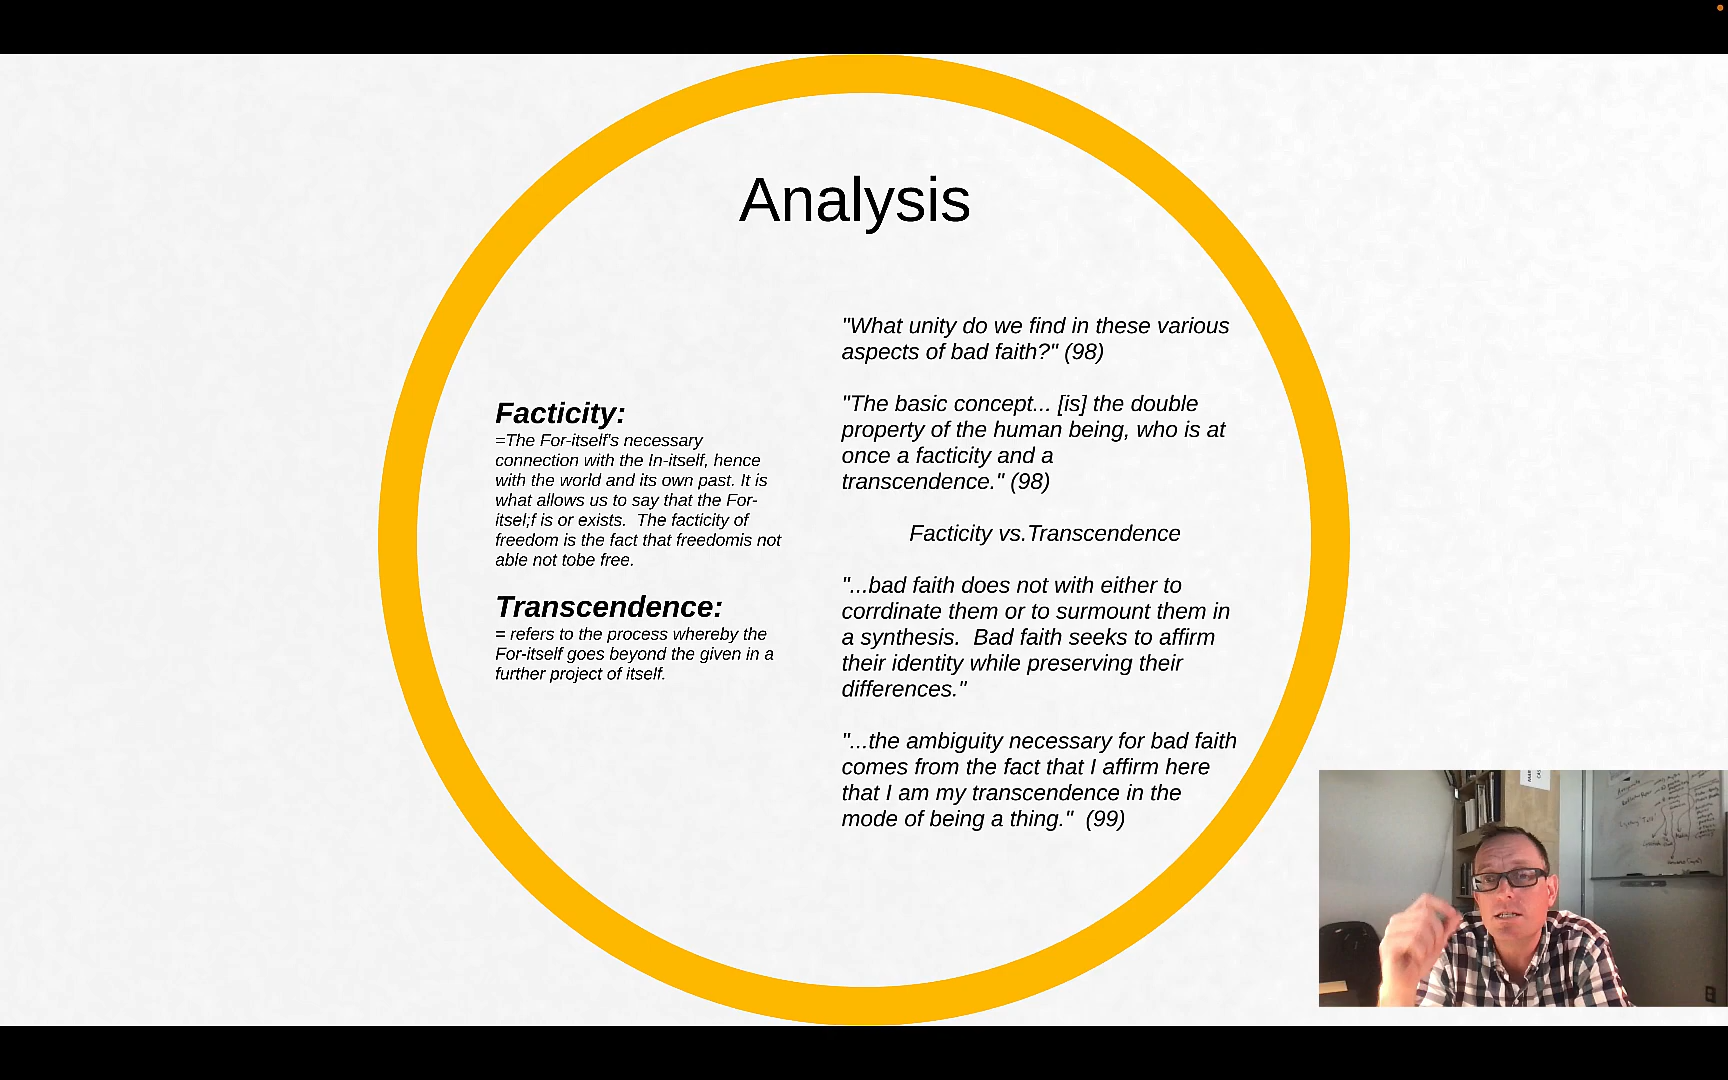 Analysis
Facticity:
=The For-itself's necessary
connection with the In-itself, hence
with the world and its own past. It is
what allows us to say that the For-
itsel;f is or exists.  The facticity of
freedom is the fact that freedomis not
able not tobe free.
Transcendence:
= refers to the process whereby the
For-itself goes beyond the given in a
further project of itself.
"What unity do we find in these various
aspects of bad faith?" (98)
"The basic concept... [is] the double
property of the human being, who is at
once a facticity and a
transcendence." (98)
Facticity vs.Transcendence
"...bad faith does not with either to
corrdinate them or to surmount them in
a synthesis.  Bad faith seeks to affirm
their identity while preserving their
differences."
"...the ambiguity necessary for bad faith
comes from the fact that I affirm here
that I am my transcendence in the
mode of being a thing."  (99)